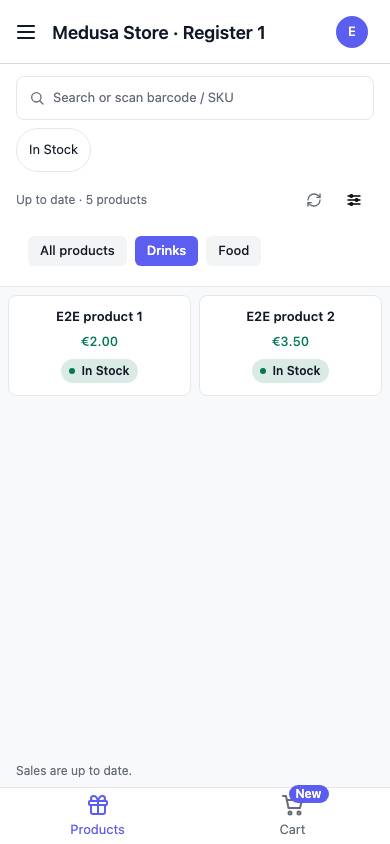 Medusa Store · Register 1
E
Search or scan barcode / SKU
In Stock
Up to date · 5 products
All products
Drinks
Food
E2E product 1
€2.00
In Stock
E2E product 2
€3.50
In Stock
Sales are up to date.
Products
New
Cart